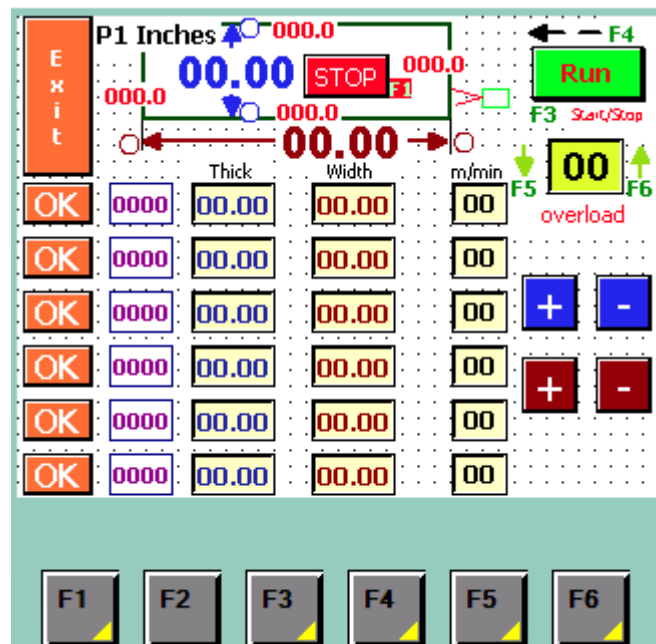 Exit
P1 Inches
000.0
F4
00.00
STOP
F1
000.0
Run
000.0
000.0
F3 Start/Stop
00.00
Thick Width m/min
F5 00 F6
overload
OK 0000 00.00 00.00 00
OK 0000 00.00 00.00 00
OK 0000 00.00 00.00 00
+ -
OK 0000 00.00 00.00 00
+ -
OK 0000 00.00 00.00 00
OK 0000 00.00 00.00 00
F1 F2 F3 F4 F5 F6